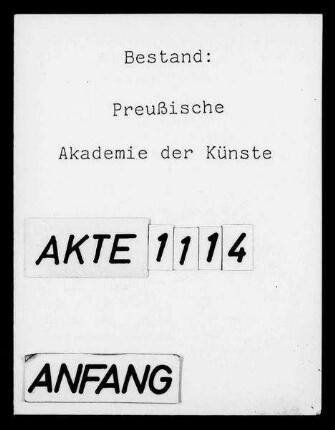 Bestand:
Preußische
Akademie der Künste
AKTE 1114
ANFANG